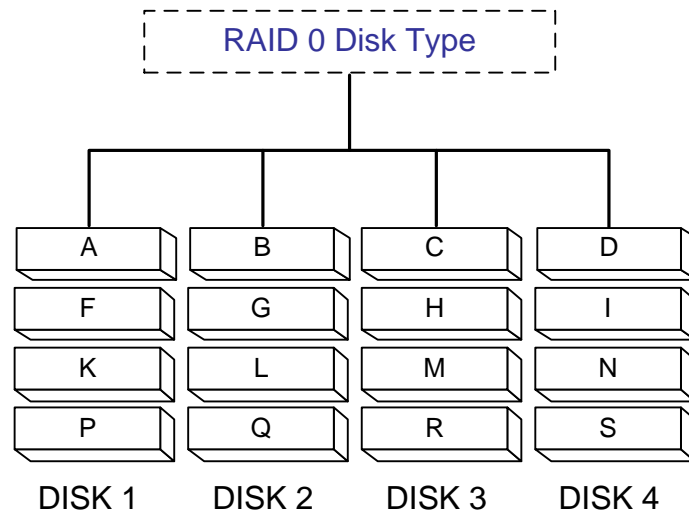 RAID 0 Disk Type
A B C D
F G H I
K L M N
P Q R S
DISK 1 DISK 2 DISK 3 DISK 4